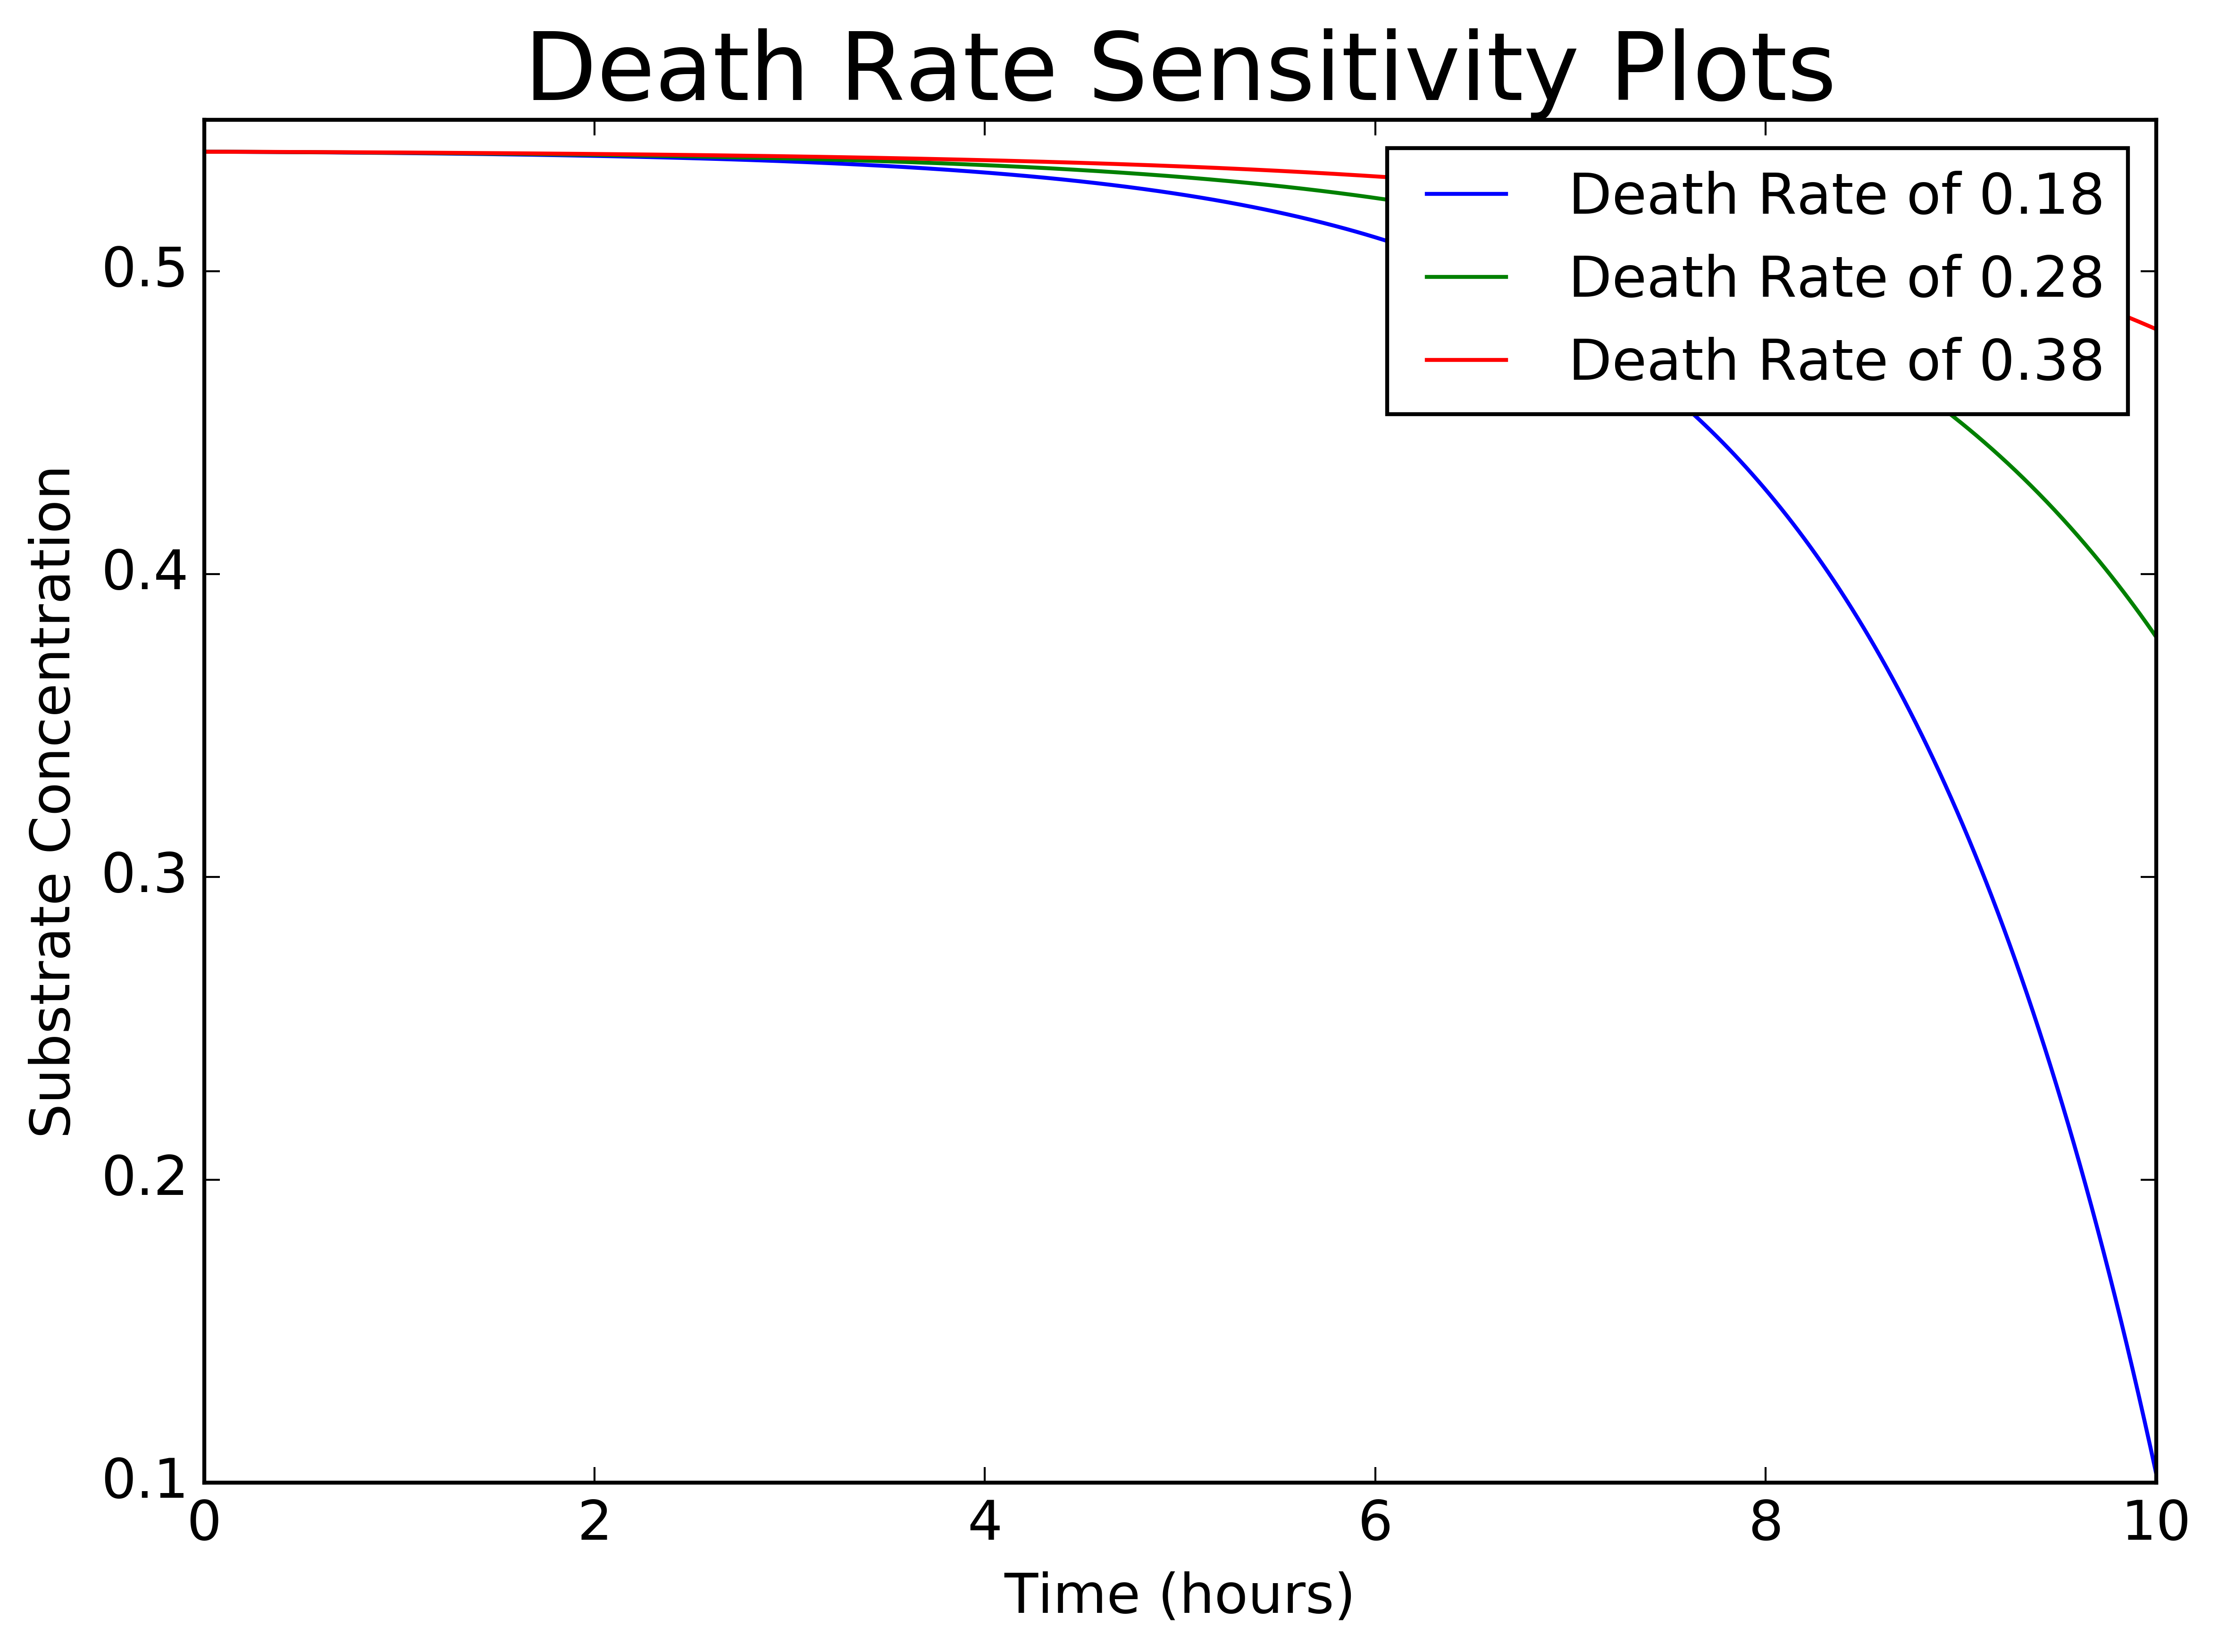 Death Rate Sensitivity Plots
Death Rate of 0.18
Death Rate of 0.28
Death Rate of 0.38
Substrate Concentration
0.5
0.4
0.3
0.2
0.1
0 2 4 6 8 10
Time (hours)